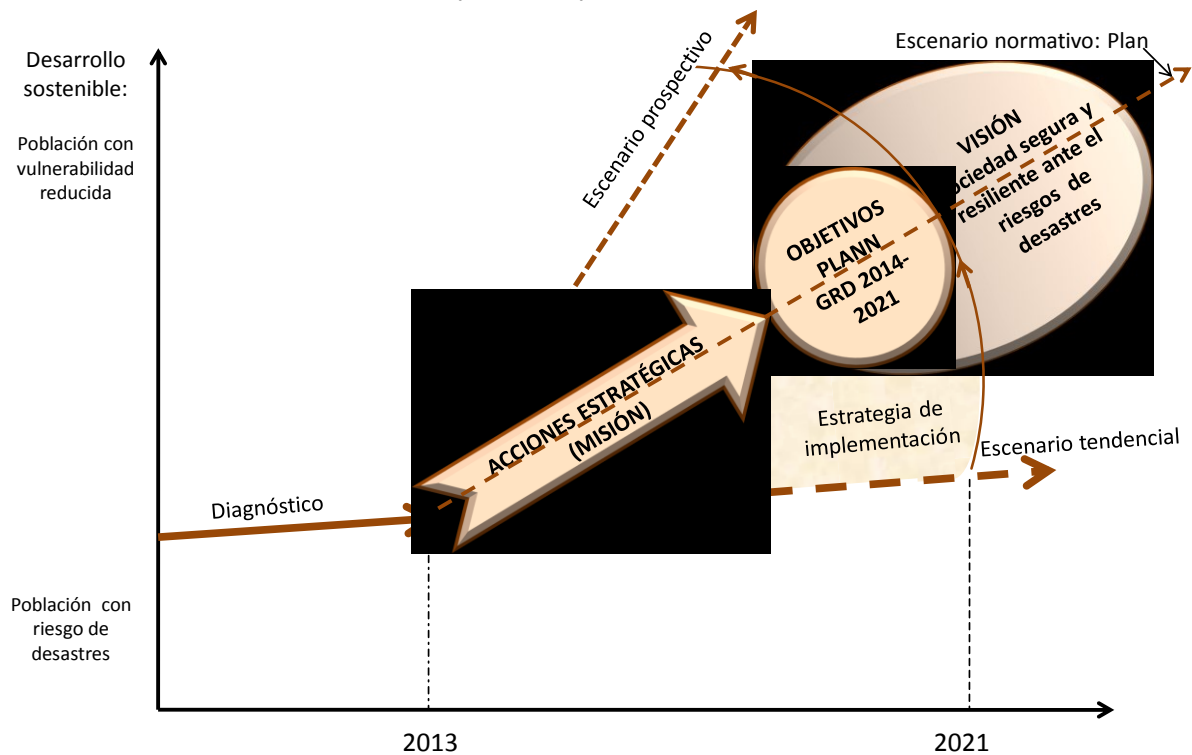 Desarrollo
sostenible:
Población con
vulnerabilidad
reducida
Población con
riesgo de
desastres
Escenario prospectivo
Escenario normativo: Plan
VISIÓN
ociedad segura y
resiliente ante el
riesgos de
desastres
OBJETIVOS
PLANN
GRD 2014-
2021
ACCIONES ESTRATÉGICAS
(MISIÓN)
Estrategia de
implementación
Escenario tendencial
Diagnóstico
2013
2021